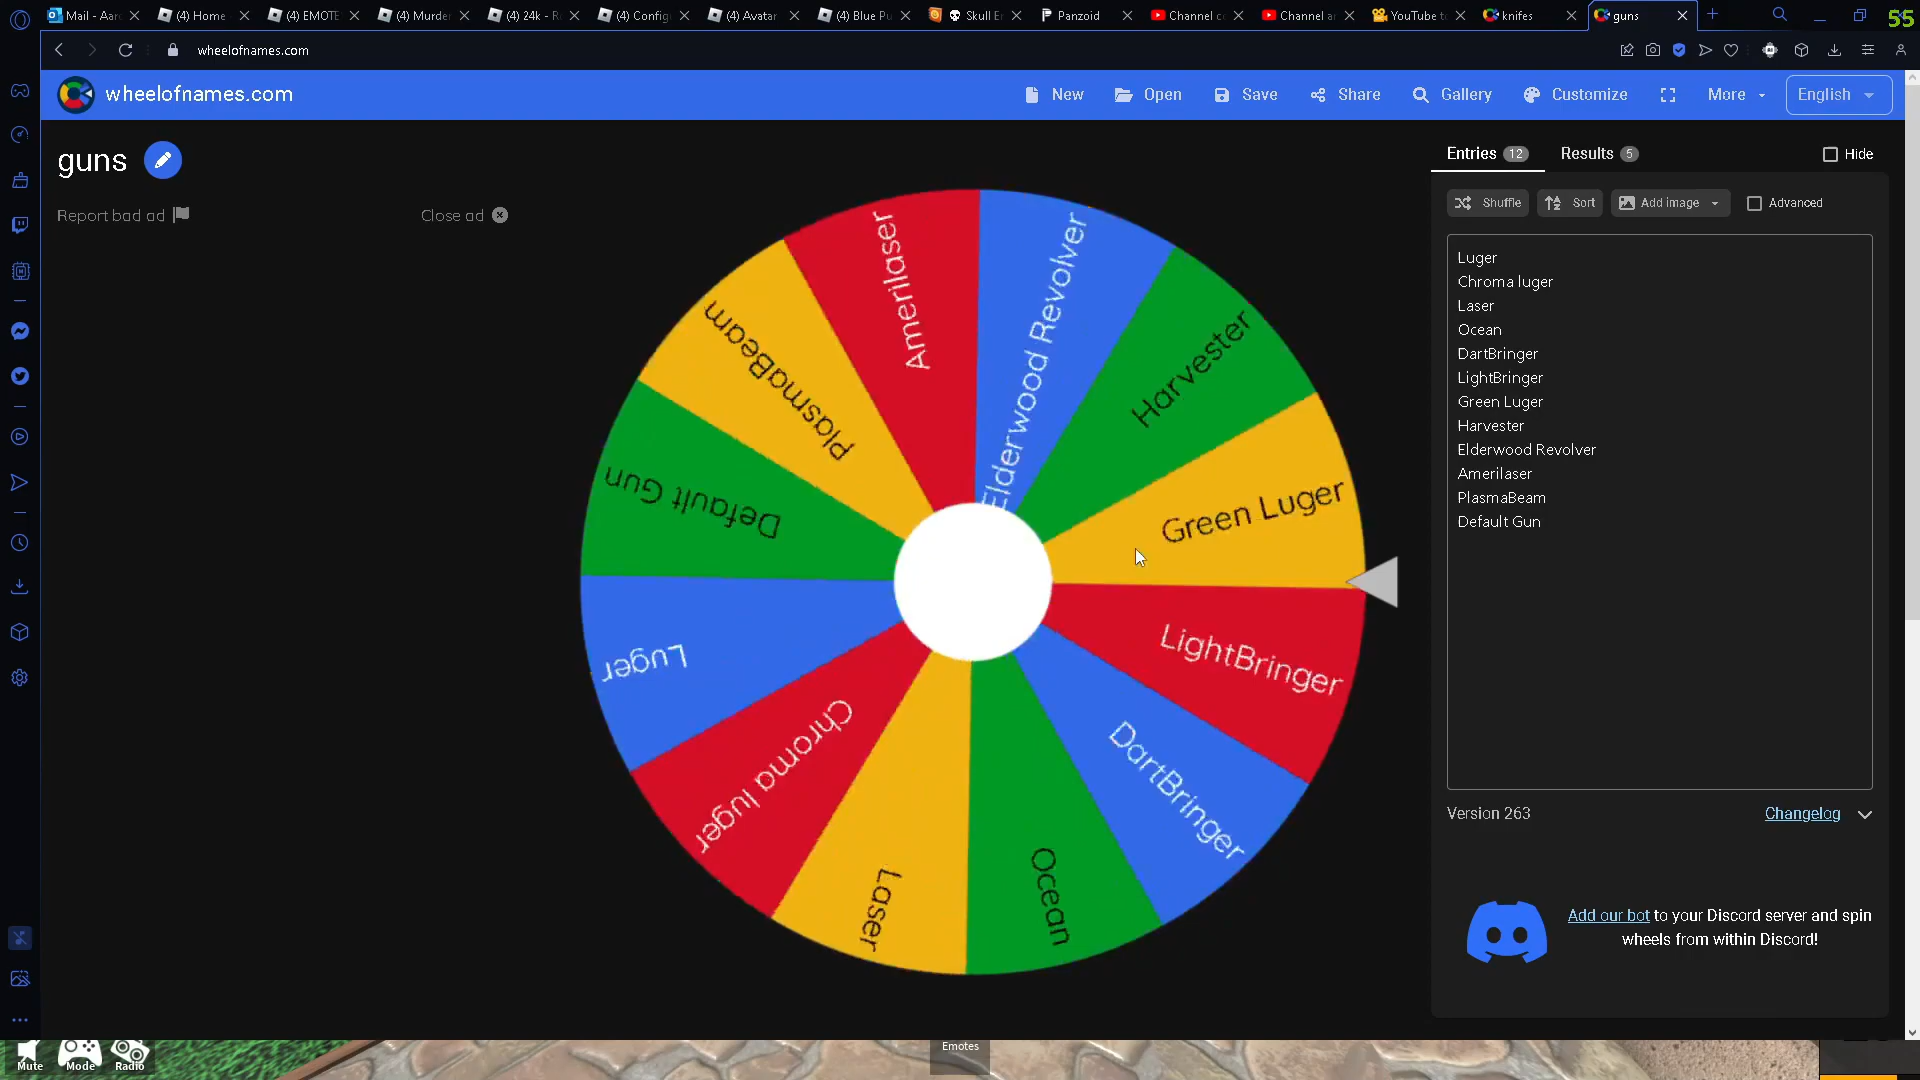 Mail - Aar
(4) Home -
(4) EMOTE
(4) Murder
(4) 24k - R
(4) Config
(4) Avatar
(4) Blue Pu
Skull E
Panzoid
Channel c
Channel a
YouTube t
knifes
guns
55
wheelofnames.com
wheelofnames.com
New
Open
Save
Share
Gallery
Customize
More
English
guns
Report bad ad
Close ad
Entries 12
Results 5
Hide
Shuffle
Sort
Add image
Advanced
Luger
Chroma luger
Laser
Ocean
DartBringer
LightBringer
Green Luger
Harvester
Elderwood Revolver
Amerilaser
PlasmaBeam
Default Gun
Amerilaser
Elderwood Revolver
Harvester
Green Luger
LightBringer
DartBringer
Ocean
Laser
Chroma luger
Luger
Default Gun
PlasmaBeam
Version 263
Changelog
Add our bot to your Discord server and spin
wheels from within Discord!
Mute
Mode
Radio
Emotes